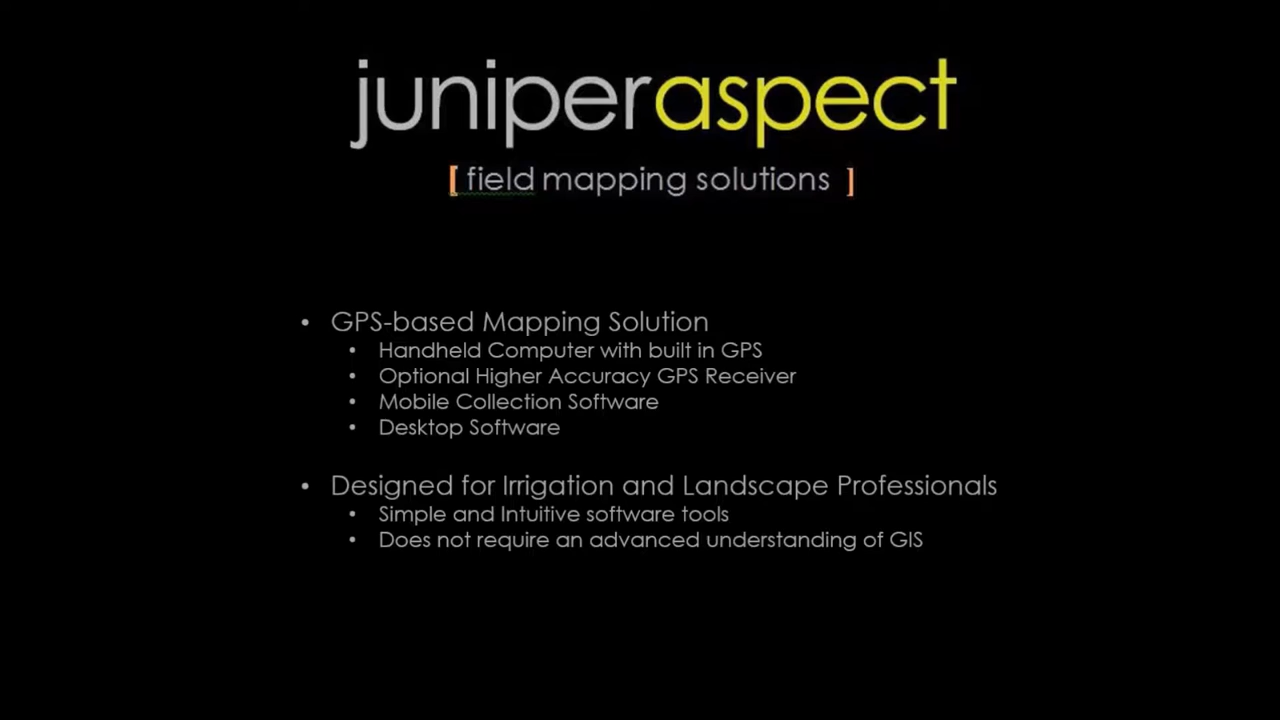 juniperaspect
[ field mapping solutions ]
• GPS-based Mapping Solution
• Handheld Computer with built in GPS
• Optional Higher Accuracy GPS Receiver
• Mobile Collection Software
• Desktop Software
• Designed for Irrigation and Landscape Professionals
• Simple and Intuitive software tools
• Does not require an advanced understanding of GIS